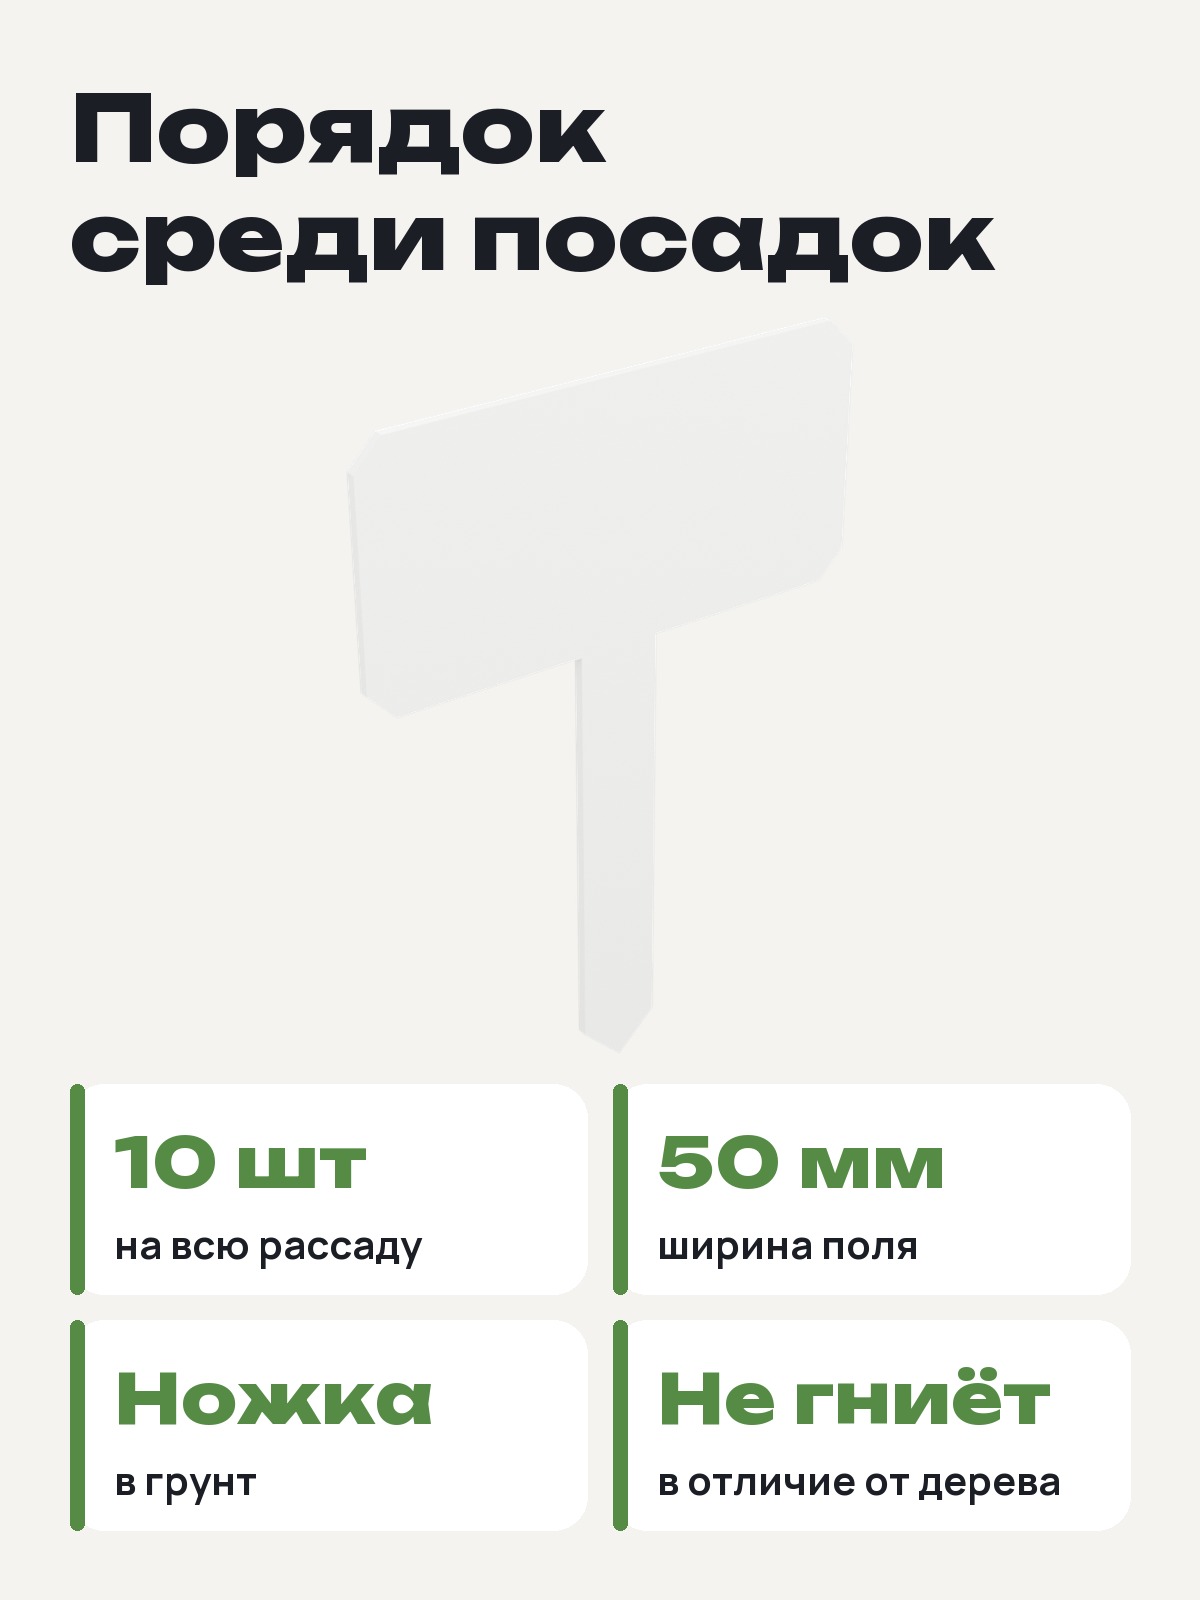 Порядок
среди посадок
10 шт
на всю рассаду
50 мм
ширина поля
Ножка
в грунт
Не гниёт
в отличие от дерева